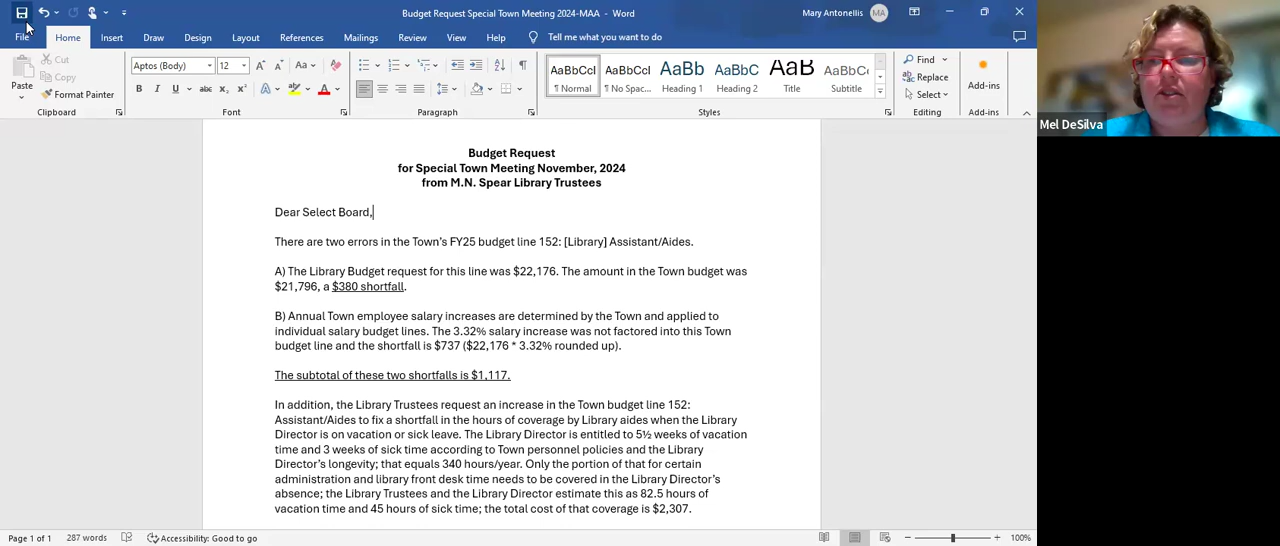 Budget Request Special Town Meeting 2024-MAA - Word
Mary Antonellis MA
File Home Insert Draw Design Layout References Mailings Review View Help Tell me what you want to do
Cut
Copy
Paste
Format Painter
Aptos (Body) 12
AaBbCcI AaBbCcI AaBb AaBbC AaB AaBbCc
¶ Normal ¶ No Spac... Heading 1 Heading 2 Title Subtitle
Find
Replace
Select
Add-ins
Clipboard Font Paragraph Styles Editing Add-ins
Mel DeSilva
Budget Request
for Special Town Meeting November, 2024
from M.N. Spear Library Trustees
Dear Select Board,
There are two errors in the Town's FY25 budget line 152: [Library] Assistant/Aides.
A) The Library Budget request for this line was $22,176. The amount in the Town budget was
$21,796, a $380 shortfall.
B) Annual Town employee salary increases are determined by the Town and applied to
individual salary budget lines. The 3.32% salary increase was not factored into this Town
budget line and the shortfall is $737 ($22,176 * 3.32% rounded up).
The subtotal of these two shortfalls is $1,117.
In addition, the Library Trustees request an increase in the Town budget line 152:
Assistant/Aides to fix a shortfall in the hours of coverage by Library aides when the Library
Director is on vacation or sick leave. The Library Director is entitled to 5½ weeks of vacation
time and 3 weeks of sick time according to Town personnel policies and the Library
Director's longevity; that equals 340 hours/year. Only the portion of that for certain
administration and library front desk time needs to be covered in the Library Director's
absence; the Library Trustees and the Library Director estimate this as 82.5 hours of
vacation time and 45 hours of sick time; the total cost of that coverage is $2,307.
Page 1 of 1 287 words Accessibility: Good to go 100%